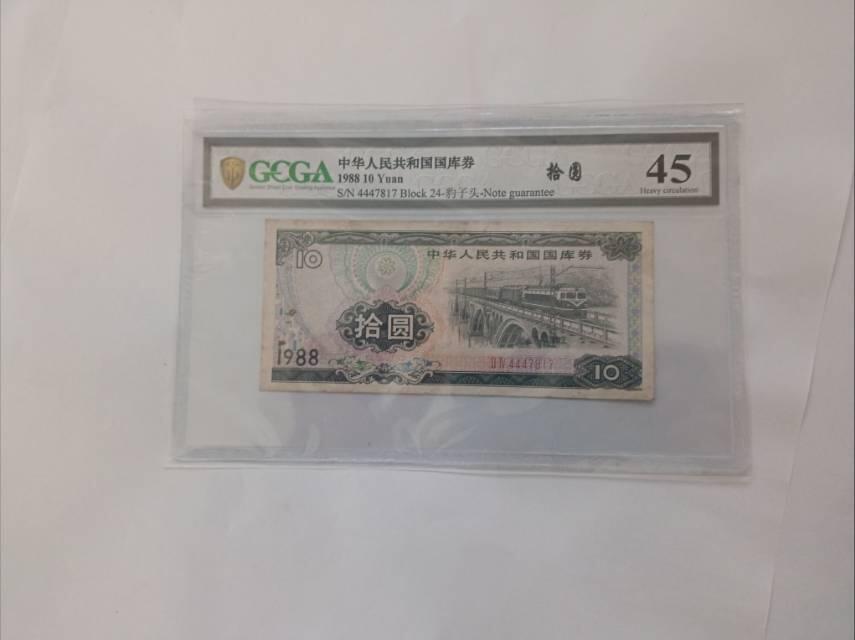 GCGA
中华人民共和国国库券
1988 10 Yuan
S/N 4447817 Block 24-豹子头-Note guarantee
拾圆
45
Heavy circulation
10
中华人民共和国国库券
拾圆
1988
IIIV 4447817
10